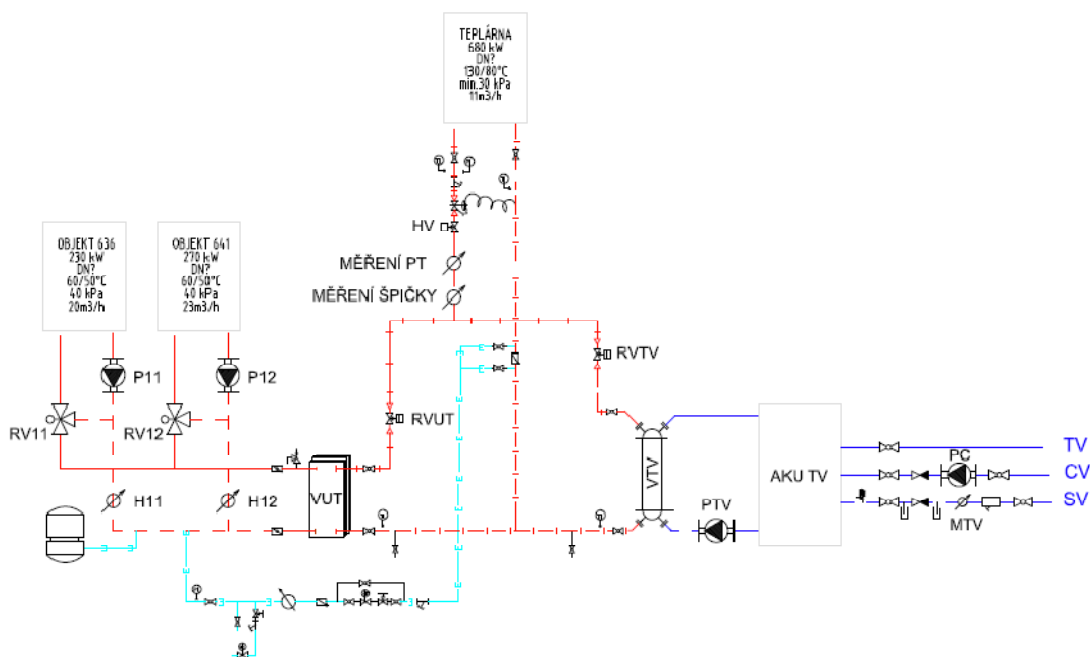 TEPLÁRNA
680 kW
DN?
130/80°C
min.30 kPa
11m3/h
HV
MĚŘENÍ PT
MĚŘENÍ ŠPIČKY
OBJEKT 636
230 kW
DN?
60/50°C
40 kPa
20m3/h
OBJEKT 641
270 kW
DN?
60/50°C
40 kPa
23m3/h
P11
P12
RV11
RV12
RVUT
RVTV
H11
H12
VUT
VTV
PTV
AKU TV
TV
PC
CV
SV
MTV